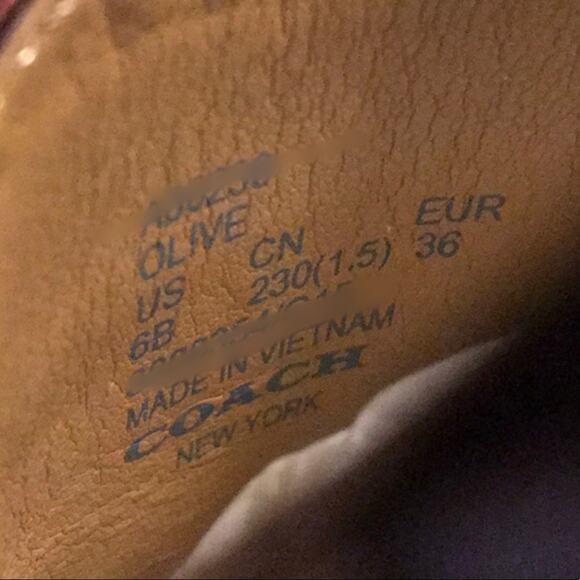 OLIVE
US CN EUR
6B 230(1,5) 36
MADE IN VIETNAM
COACH
NEW YORK